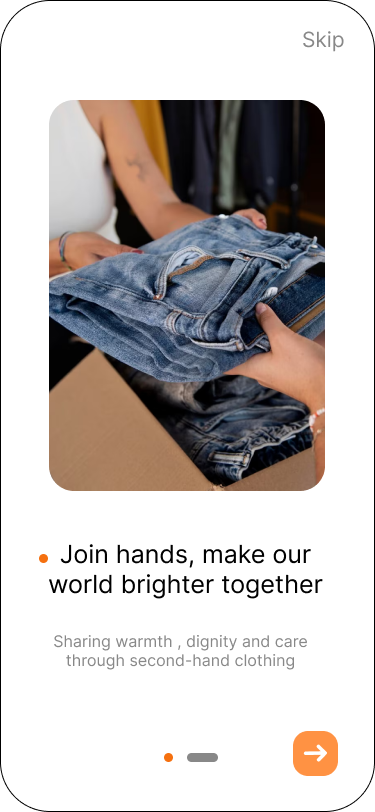 Skip
Join hands, make our
world brighter together
Sharing warmth , dignity and care
through second-hand clothing